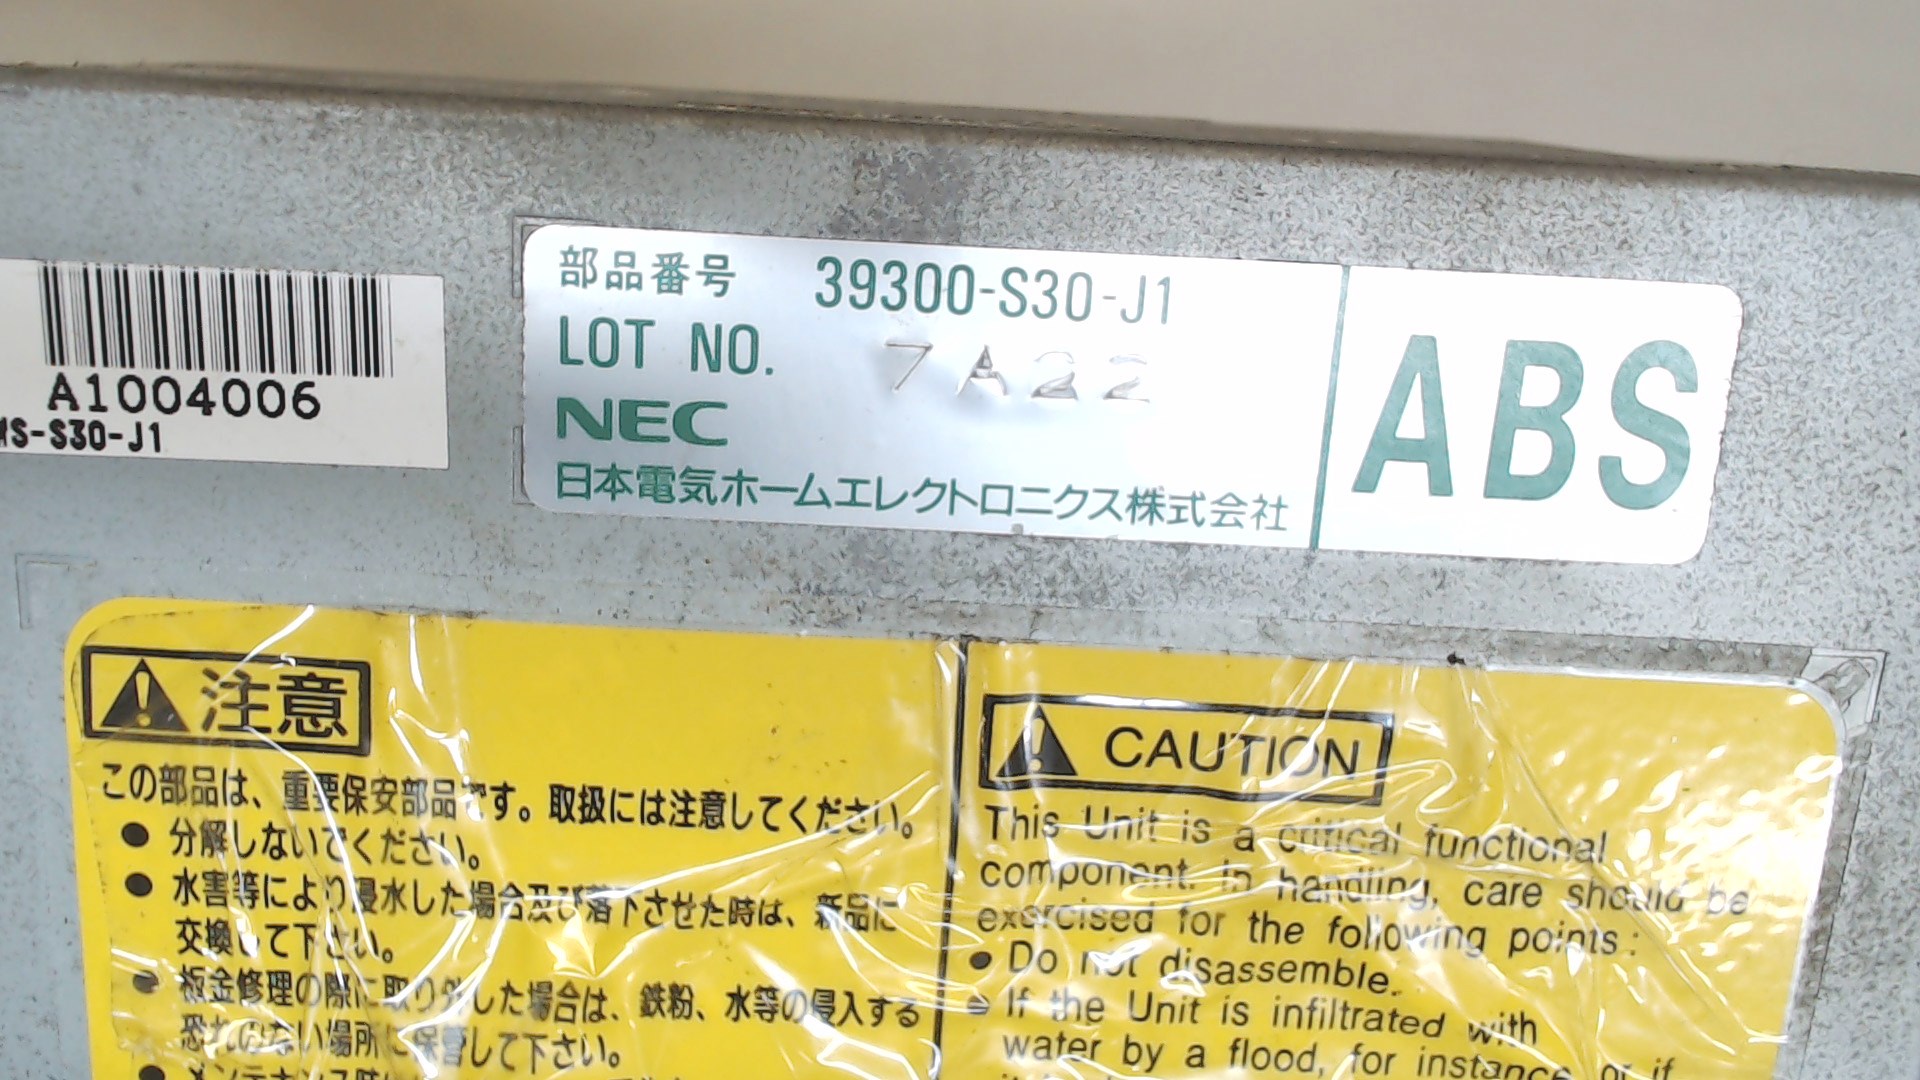 部品番号 39300-S30-J1
LOT NO. 7A22
NEC
日本電気ホームエレクトロニクス株式会社
ABS
A1004006
S-S30-J1
注意
この部品は、重要保安部品です。取扱には注意してください。
● 分解しないでください。
● 水害等により浸水した場合及び落下させた時は、新品に
交換して下さい。
● 板金修理の際に取り外した場合は、鉄粉、水等の侵入する
恐れのない場所に保管して下さい。
CAUTION
This Unit is a critical functional
component. In handling, care should be
exercised for the following points:
● Do not disassemble.
● If the Unit is infiltrated with
water by a flood, for instance or if